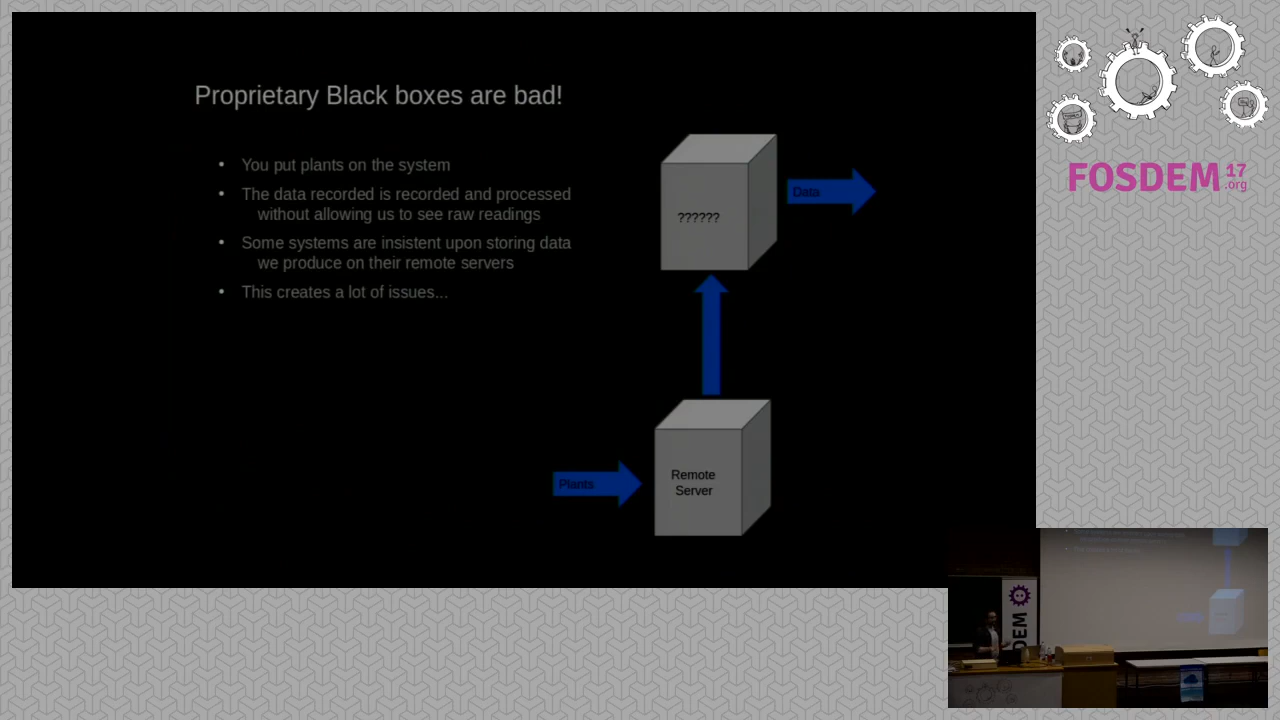 Proprietary Black boxes are bad!
• You put plants on the system
• The data recorded is recorded and processed
without allowing us to see raw readings
• Some systems are insistent upon storing data
we produce on their remote servers
• This creates a lot of issues...
??????
Data
Plants
Remote
Server
FOSDEM 17
.org
DEM